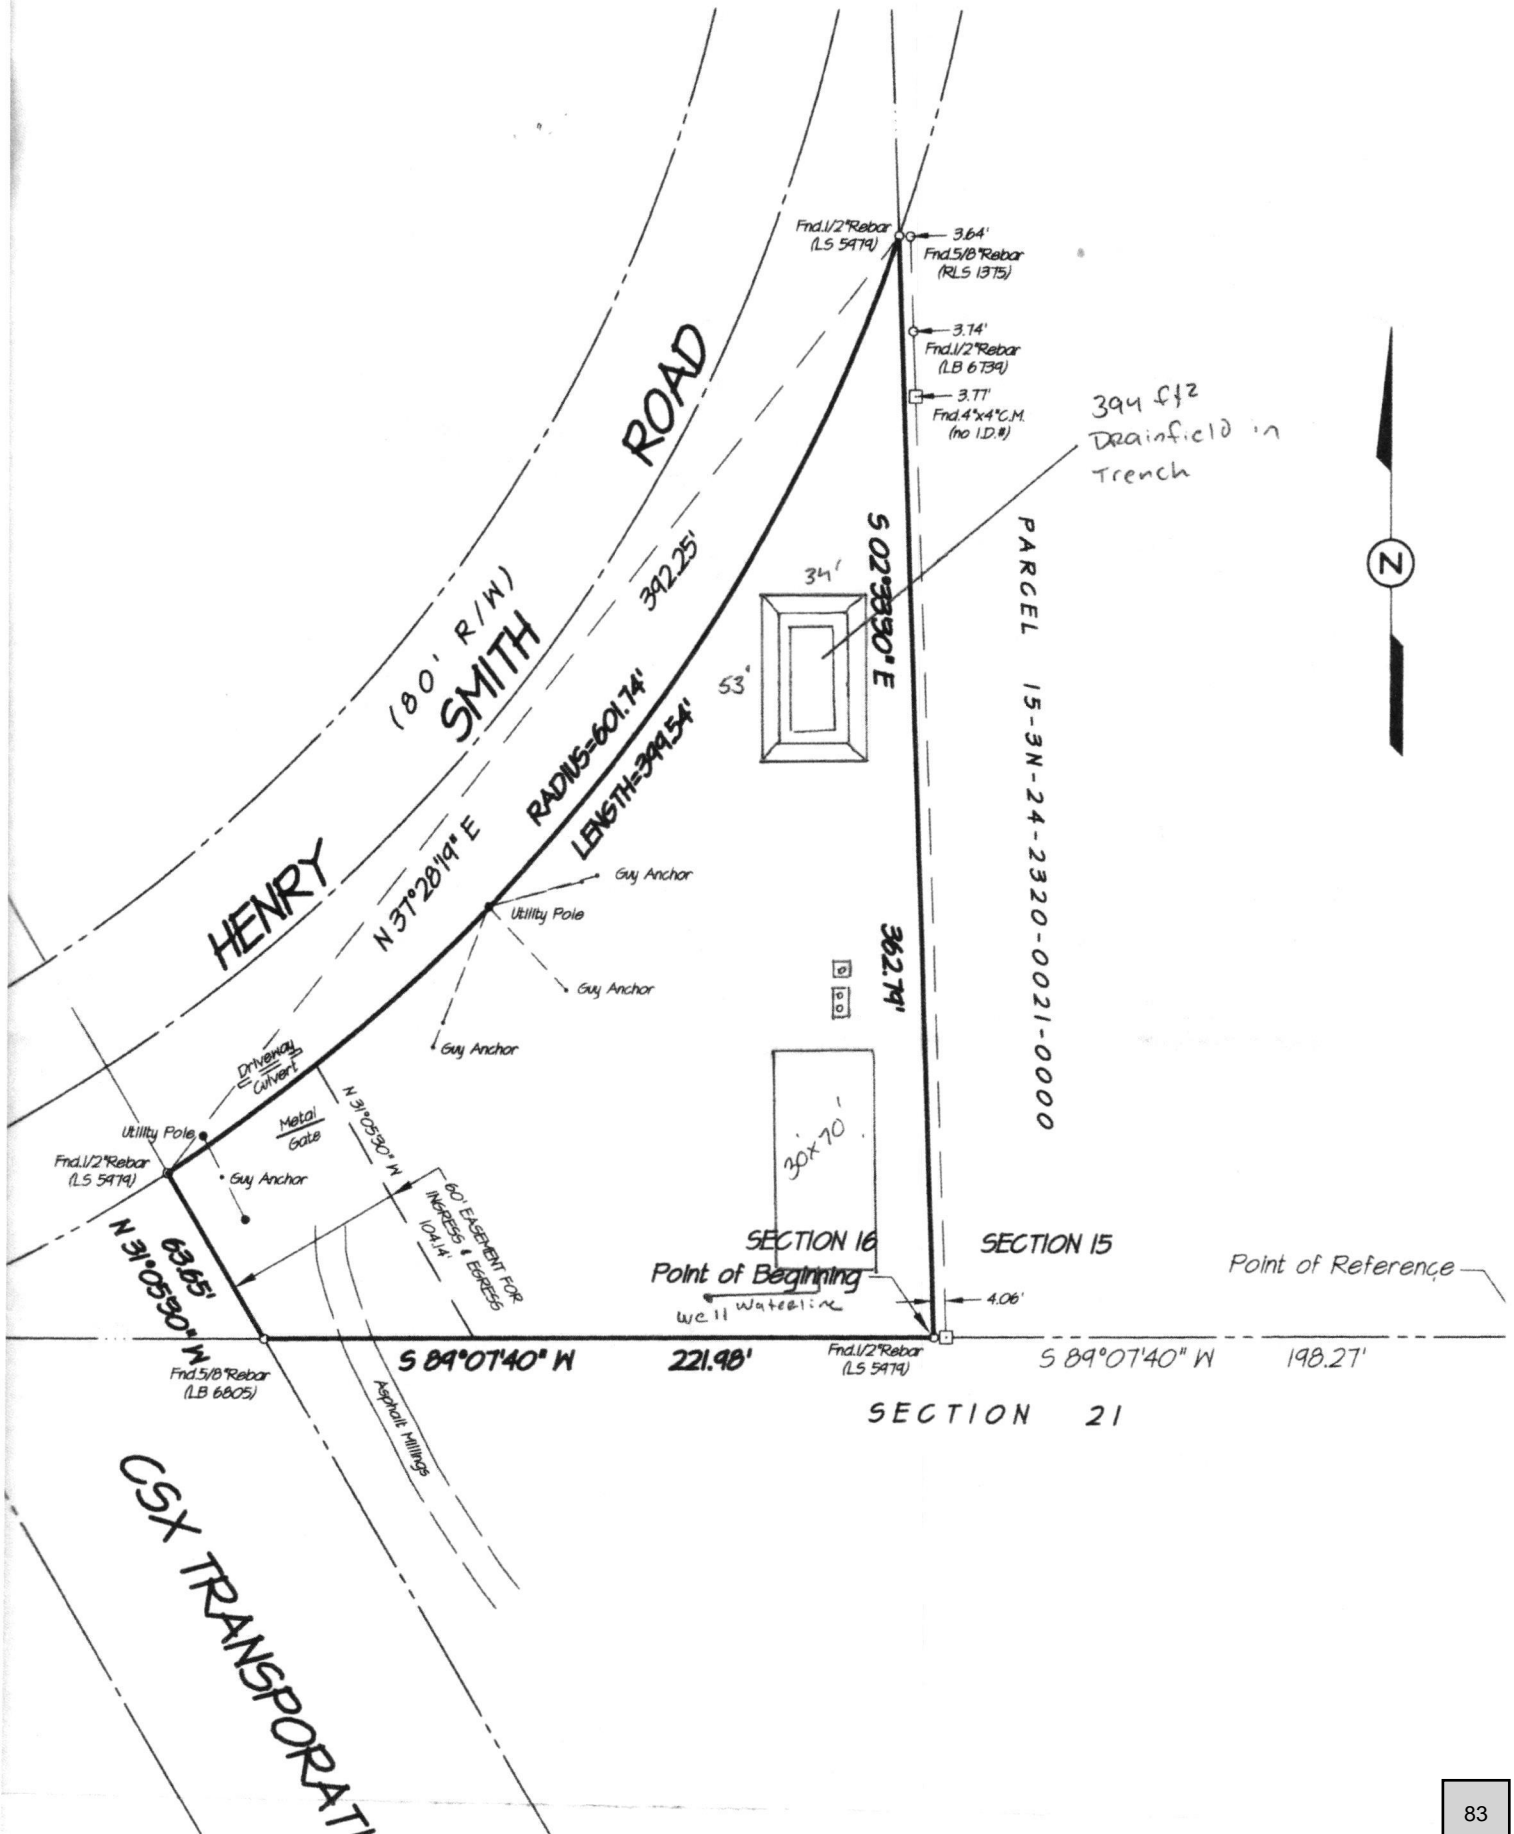 Fnd.1/2"Rebar
(LS 5979)
3.64'
Fnd.5/8"Rebar
(RLS 1375)
3.74'
Fnd.1/2"Rebar
(LB 6739)
3.77'
Fnd.4"x4"C.M.
(no I.D.#)
394 ft2
Drainfield in
Trench
ROAD
392.25'
(80' R/W)
SMITH
34'
53'
S 02°33'30" E
PARCEL 15-3N-24-2320-0021-0000
N
RADIUS=601.74'
LENGTH=399.54'
HENRY
N 37°28'19" E
Guy Anchor
Utility Pole
Guy Anchor
Guy Anchor
362.79'
Driveway
Culvert
Metal
Gate
N 31°05'30" W
Utility Pole
Fnd.1/2"Rebar
(LS 5979)
Guy Anchor
60' EASEMENT FOR
INGRESS & EGRESS
104.14'
30x70'
63.65'
N 31°05'30" W
SECTION 16
SECTION 15
Point of Beginning
Point of Reference
well waterline
4.06'
Fnd.5/8"Rebar
(LB 6805)
S 89°07'40" W
221.98'
Fnd.1/2"Rebar
(LS 5979)
S 89°07'40" W
198.27'
Asphalt Millings
SECTION 21
CSX TRANSPORATI
83